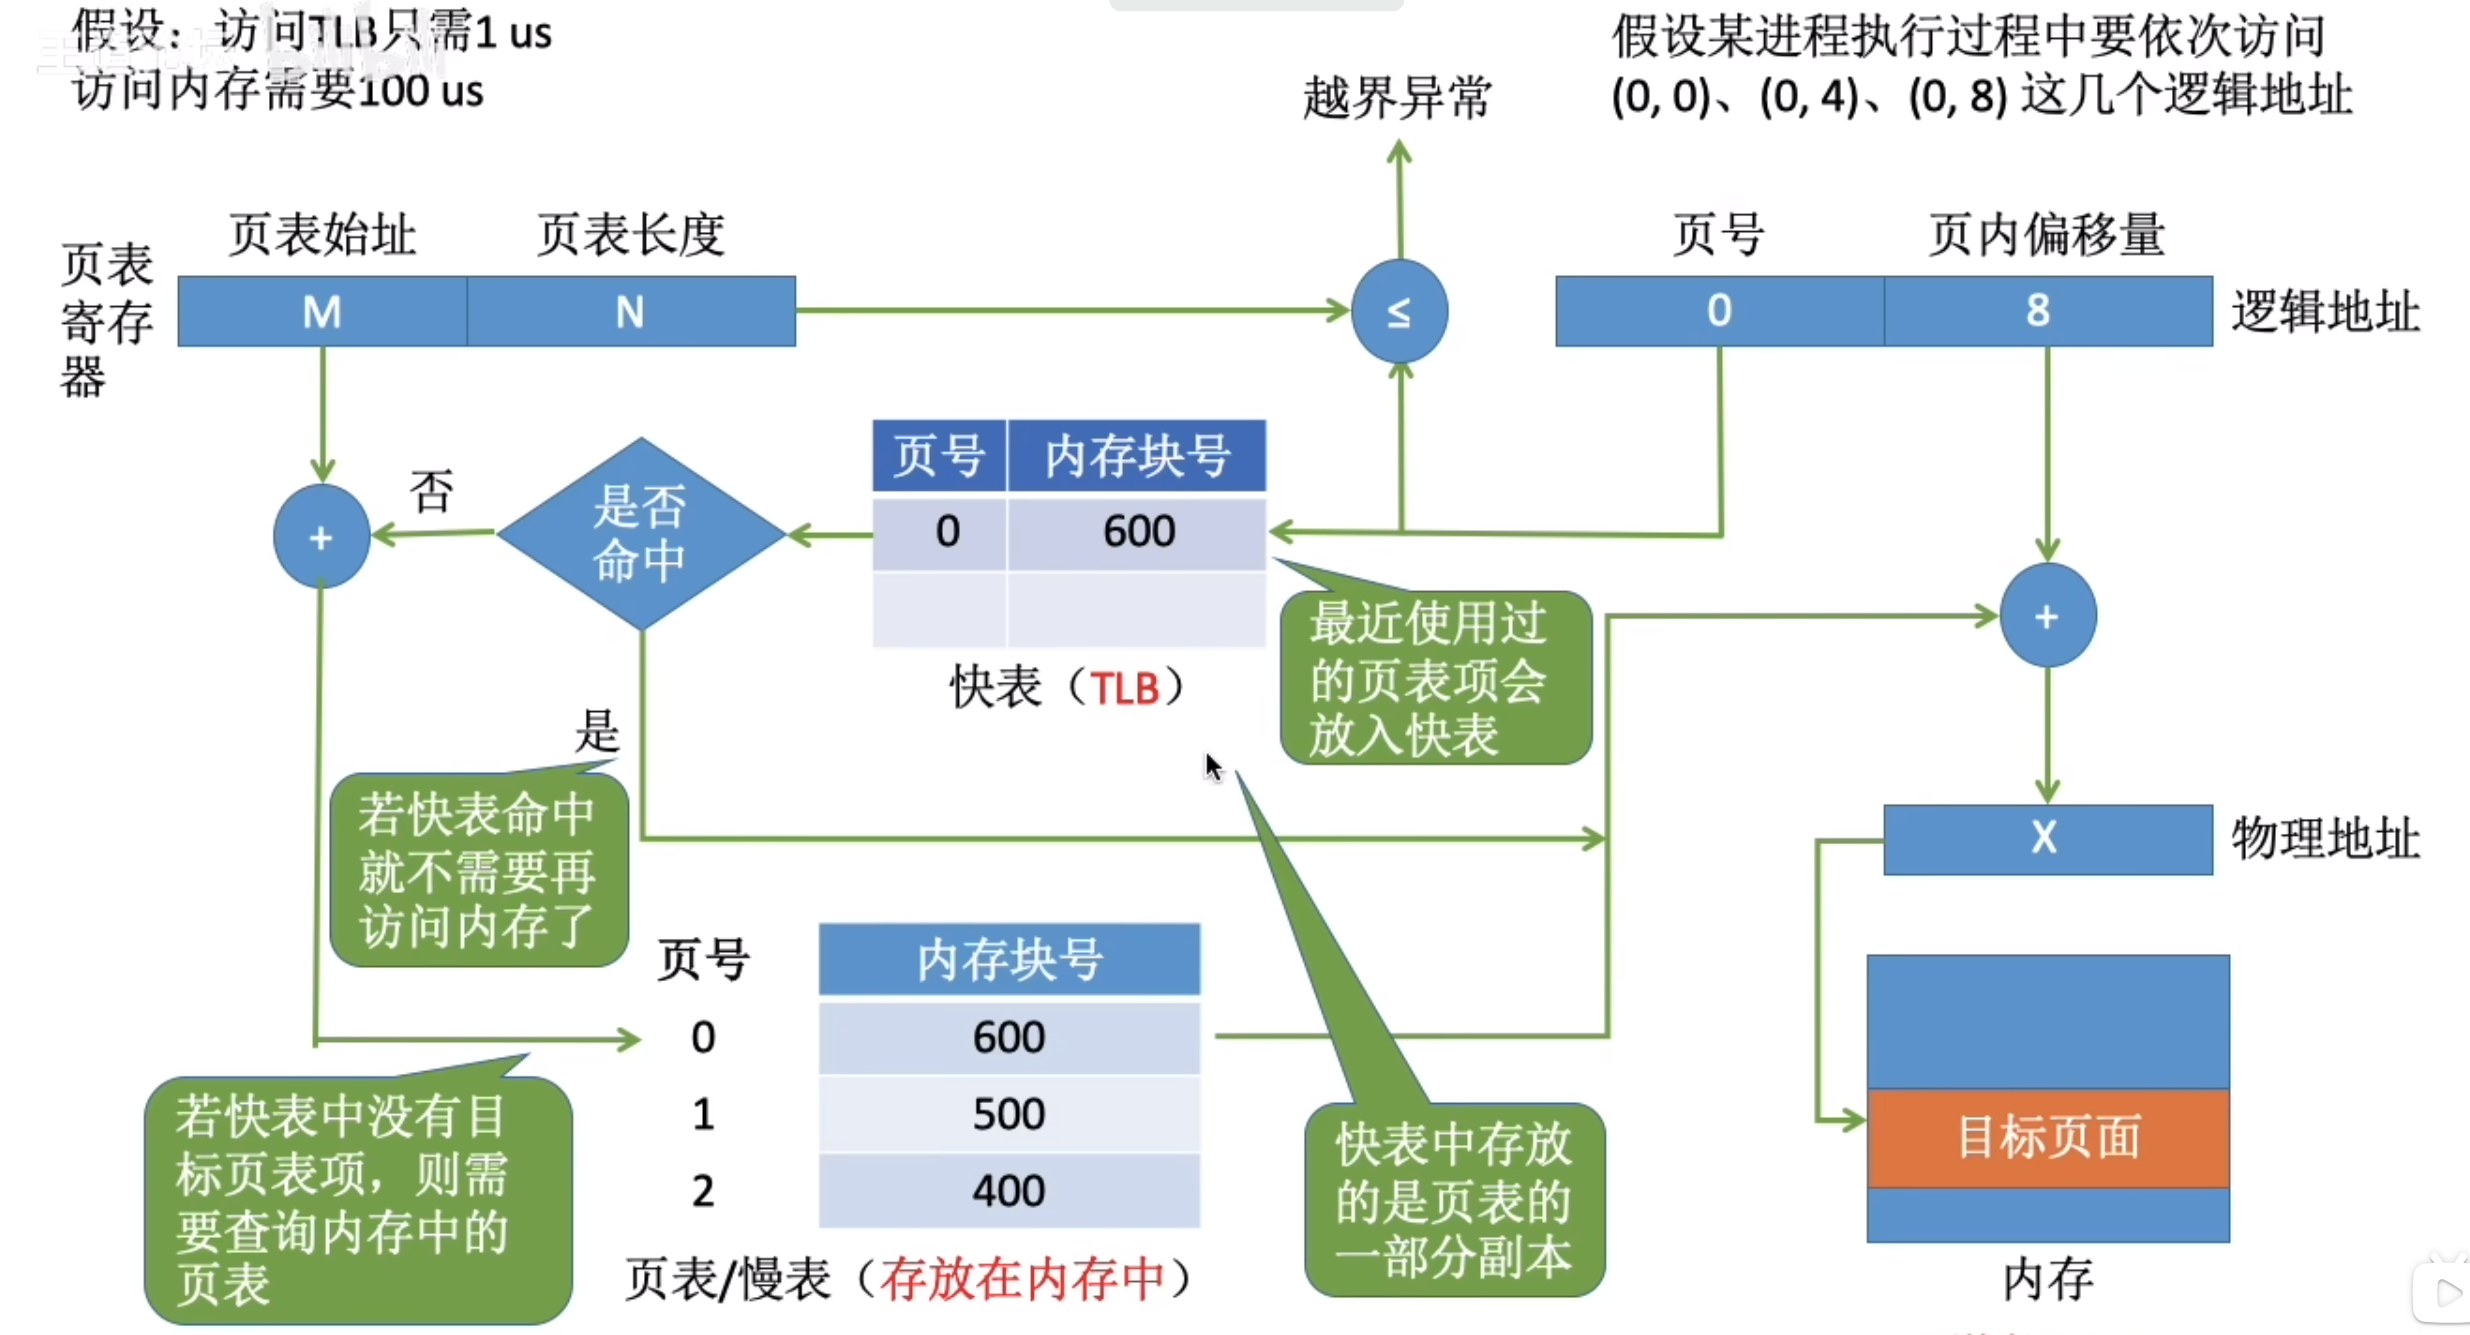 假设：访问TLB只需1 us
访问内存需要100 us
假设某进程执行过程中要依次访问
(0, 0)、(0, 4)、(0, 8) 这几个逻辑地址
越界异常
页表始址
页表长度
页号
页内偏移量
页表
寄存
器
M
N
≤
0
8
逻辑地址
页号
内存块号
0
600
快表（TLB）
是否
命中
否
+
是
最近使用过
的页表项会
放入快表
+
若快表命中
就不需要再
访问内存了
X
物理地址
页号
内存块号
0
600
1
500
2
400
页表/慢表（存放在内存中）
若快表中没有目
标页表项，则需
要查询内存中的
页表
快表中存放
的是页表的
一部分副本
目标页面
内存